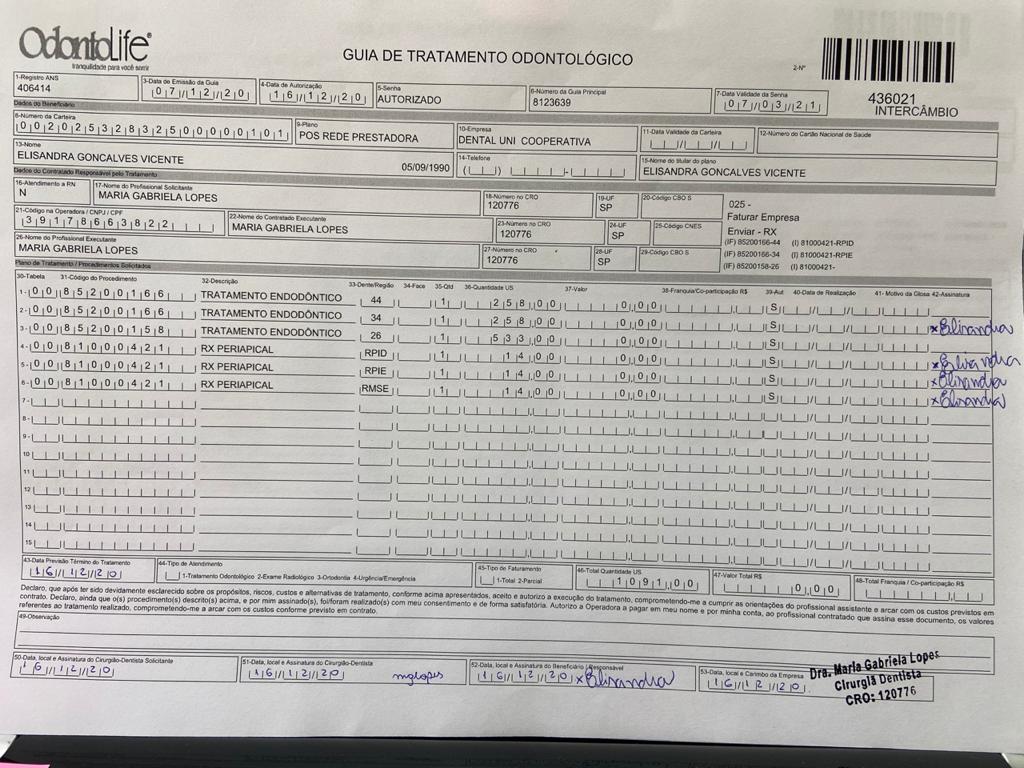 OdontoLife
tranquilidade para você sorrir
GUIA DE TRATAMENTO ODONTOLÓGICO
2-Nº
436021
INTERCÂMBIO
1-Registro ANS
406414
3-Data de Emissão da Guia
07/12/20
4-Data de Autorização
16/12/20
5-Senha
AUTORIZADO
6-Número da Guia Principal
8123639
7-Data Validade da Senha
07/03/21
Dados do Beneficiário
8-Número da Carteira
00202532832500000101
9-Plano
POS REDE PRESTADORA
10-Empresa
DENTAL UNI COOPERATIVA
11-Data Validade da Carteira
12-Número do Cartão Nacional de Saúde
13-Nome
ELISANDRA GONCALVES VICENTE 05/09/1990
14-Telefone
15-Nome do titular do plano
ELISANDRA GONCALVES VICENTE
Dados do Contratado Responsável pelo Tratamento
16-Atendimento a RN
N
17-Nome do Profissional Solicitante
MARIA GABRIELA LOPES
18-Número no CRO
120776
19-UF
SP
20-Código CBO S
025 -
Faturar Empresa
Enviar - RX
(IF) 85200166-44 (I) 81000421-RPID
(IF) 85200166-34 (I) 81000421-RPIE
(IF) 85200158-26 (I) 81000421-
21-Código na Operadora / CNPJ / CPF
39178663822
22-Nome do Contratado Executante
MARIA GABRIELA LOPES
23-Número no CRO
120776
24-UF
SP
25-Código CNES
26-Nome do Profissional Executante
MARIA GABRIELA LOPES
27-Número no CRO
120776
28-UF
SP
29-Código CBO S
Plano de Tratamento / Procedimentos Solicitados
30-Tabela 31-Código do Procedimento 32-Descrição 33-Dente/Região 34-Face 35-Qtd 36-Quantidade US 37-Valor 38-Franquia/Co-participação R$ 39-Aut 40-Data de Realização 41- Motivo da Glosa 42-Assinatura
1- 00 85200166 TRATAMENTO ENDODÔNTICO 44 1 258,00 0,00 S
2- 00 85200166 TRATAMENTO ENDODÔNTICO 34 1 258,00 0,00 S x Elisandra
3- 00 85200158 TRATAMENTO ENDODÔNTICO 26 1 533,00 0,00 S
4- 00 81000421 RX PERIAPICAL RPID 1 14,00 0,00 S x Elisandra
5- 00 81000421 RX PERIAPICAL RPIE 1 14,00 0,00 S x Elisandra
6- 00 81000421 RX PERIAPICAL RMSE 1 14,00 0,00 S x Elisandra
7-
8-
9-
10
11
12
13
14
15
43-Data Previsão Término do Tratamento
16/12/20
44-Tipo de Atendimento
1-Tratamento Odontológico 2-Exame Radiológico 3-Ortodontia 4-Urgência/Emergência
45-Tipo de Faturamento
1-Total 2-Parcial
46-Total Quantidade US
1091,00
47-Valor Total R$
0,00
48-Total Franquia / Co-participação R$
Declaro, que após ter sido devidamente esclarecido sobre os propósitos, riscos, custos e alternativas de tratamento, conforme acima apresentados, aceito e autorizo a execução do tratamento, comprometendo-me a cumprir as orientações do profissional assistente e arcar com os custos previstos em
contrato. Declaro, ainda que o(s) procedimento(s) descrito(s) acima, e por mim assinado(s), foi/foram realizado(s) com meu consentimento e de forma satisfatória. Autorizo a Operadora a pagar em meu nome e por minha conta, ao profissional contratado que assina esse documento, os valores
referentes ao tratamento realizado, comprometendo-me a arcar com os custos conforme previsto em contrato.
49-Observação
50-Data, local e Assinatura do Cirurgião-Dentista Solicitante
16/12/20
51-Data, local e Assinatura do Cirurgião-Dentista
16/12/20 mglopes
52-Data, local e Assinatura do Beneficiário / Responsável
16/12/20 x Elisandra
53-Data, local e Carimbo da Empresa
16/12/20
Dra. Maria Gabriela Lopes
Cirurgiã Dentista
CRO: 120776